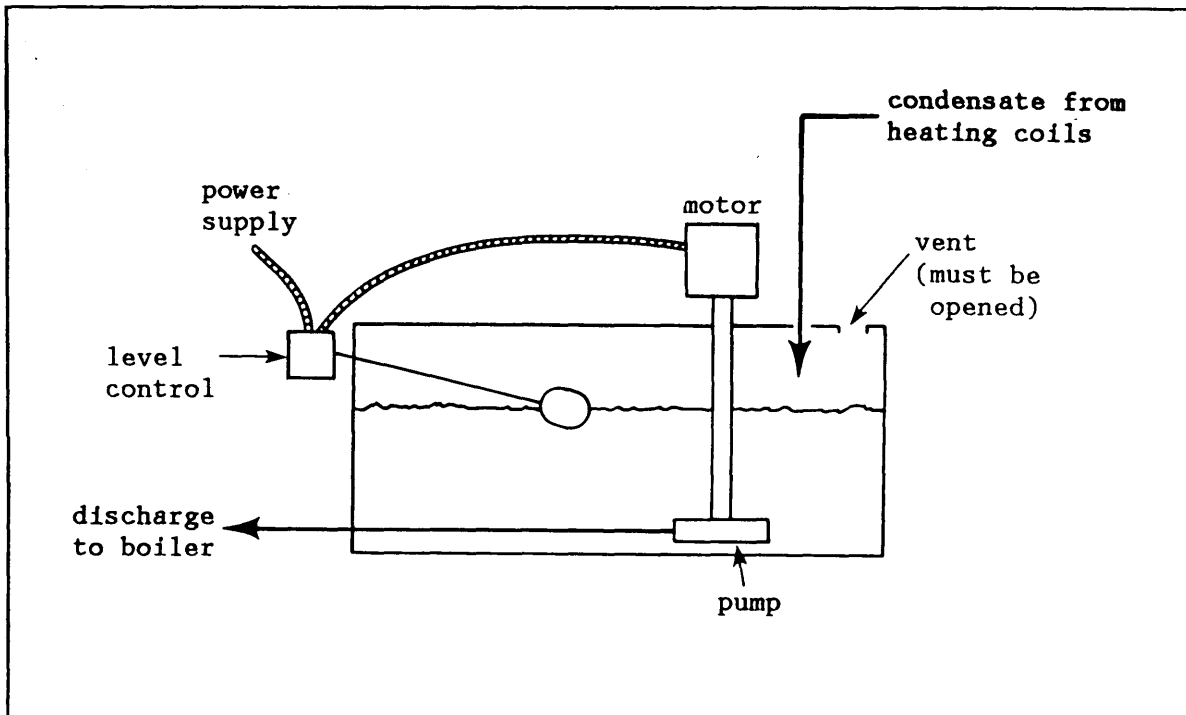 condensate from
heating coils
power
supply
motor
vent
(must be
opened)
level
control
discharge
to boiler
pump